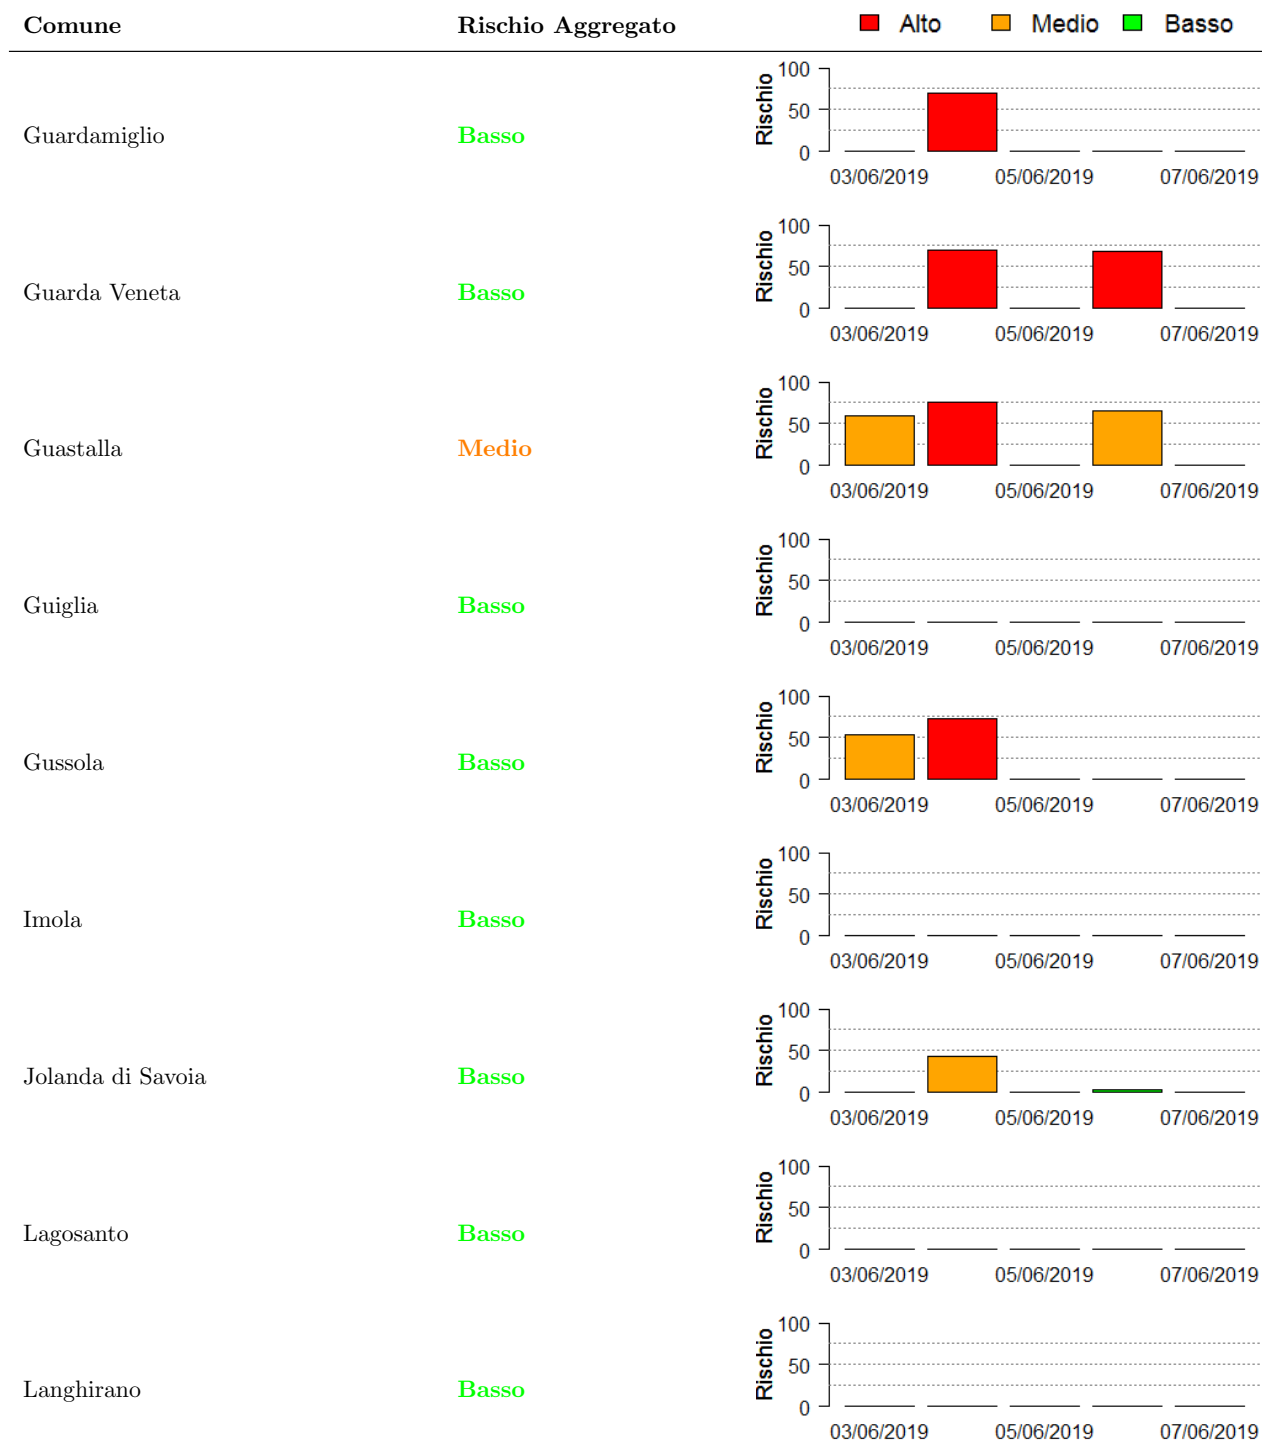 Comune Rischio Aggregato Alto Medio Basso
100
50
0
Rischio
Guardamiglio Basso
03/06/2019 05/06/2019 07/06/2019
100
50
0
Rischio
Guarda Veneta Basso
03/06/2019 05/06/2019 07/06/2019
100
50
0
Rischio
Guastalla Medio
03/06/2019 05/06/2019 07/06/2019
100
50
0
Rischio
Guiglia Basso
03/06/2019 05/06/2019 07/06/2019
100
50
0
Rischio
Gussola Basso
03/06/2019 05/06/2019 07/06/2019
100
50
0
Rischio
Imola Basso
03/06/2019 05/06/2019 07/06/2019
100
50
0
Rischio
Jolanda di Savoia Basso
03/06/2019 05/06/2019 07/06/2019
100
50
0
Rischio
Lagosanto Basso
03/06/2019 05/06/2019 07/06/2019
100
50
0
Rischio
Langhirano Basso
03/06/2019 05/06/2019 07/06/2019